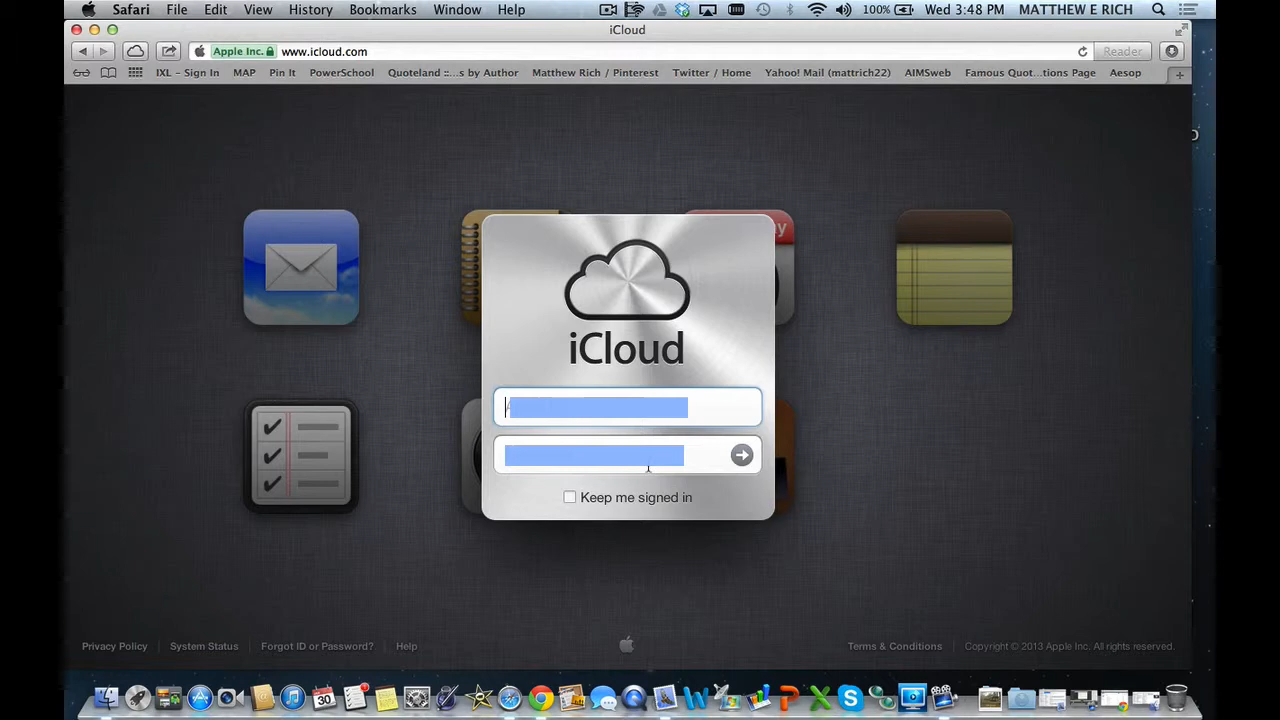 Safari File Edit View History Bookmarks Window Help 100% Wed 3:48 PM MATTHEW E RICH
iCloud
Apple Inc. www.icloud.com Reader
IXL - Sign In MAP Pin It PowerSchool Quoteland ::...s by Author Matthew Rich / Pinterest Twitter / Home Yahoo! Mail (mattrich22) AIMSweb Famous Quot...tions Page Aesop
iCloud
Keep me signed in
Privacy Policy System Status Forgot ID or Password? Help Terms & Conditions Copyright © 2013 Apple Inc. All rights reserved.
30